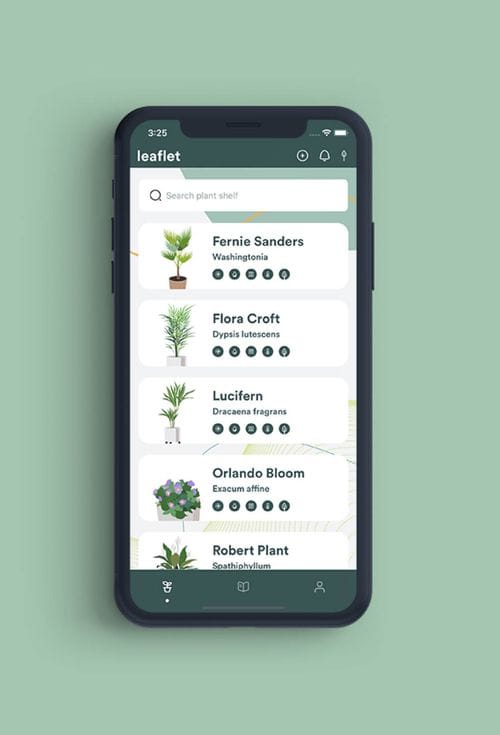 3:25
leaflet
Search plant shelf
Fernie Sanders
Washingtonia
Flora Croft
Dypsis lutescens
Lucifern
Dracaena fragrans
Orlando Bloom
Exacum affine
Robert Plant
Spathiphyllum